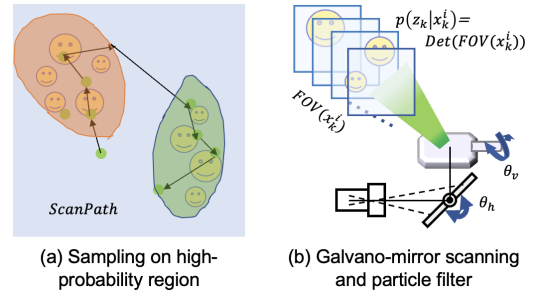 ScanPath
(a) Sampling on high-
probability region
p(z_k|x_k^i)=
Det(FOV(x_k^i))
FOV(x_k^i)
θ_v
θ_h
(b) Galvano-mirror scanning
and particle filter